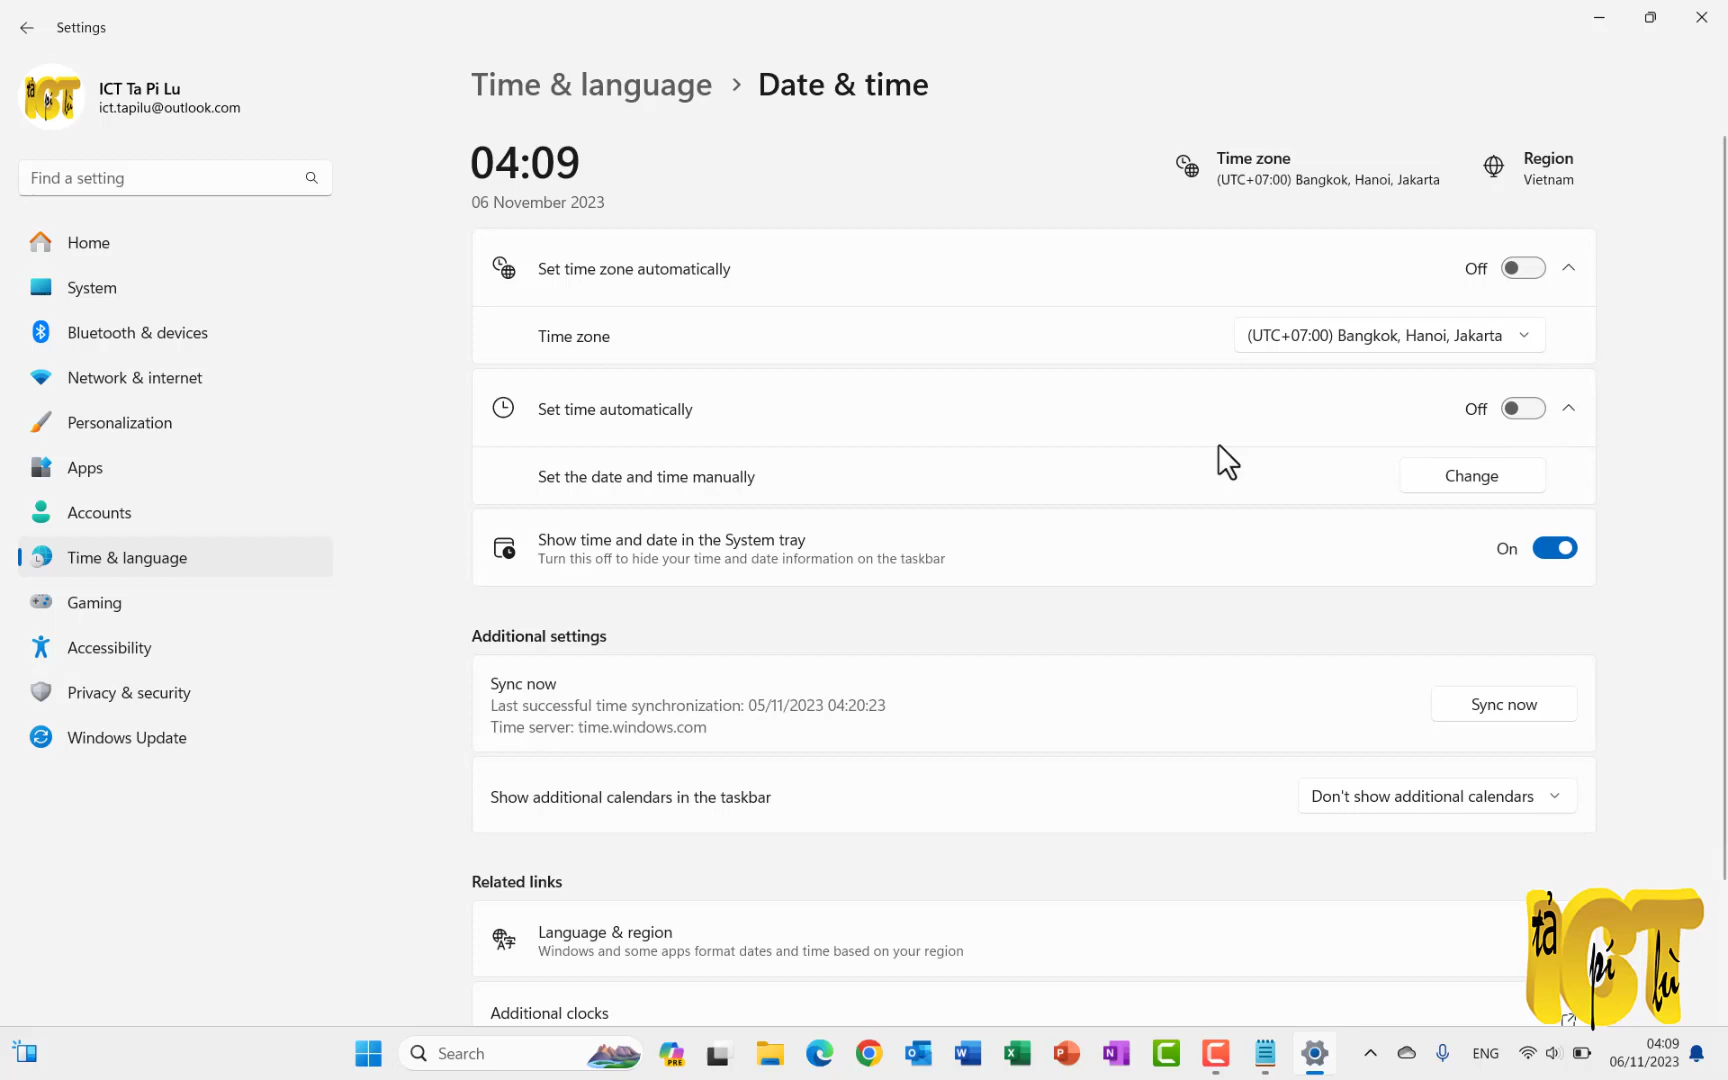 Settings
ICT Ta Pi Lu
ict.tapilu@outlook.com
Find a setting
Home
System
Bluetooth & devices
Network & internet
Personalization
Apps
Accounts
Time & language
Gaming
Accessibility
Privacy & security
Windows Update
Time & language > Date & time
04:09
06 November 2023
Time zone
(UTC+07:00) Bangkok, Hanoi, Jakarta
Region
Vietnam
Set time zone automatically
Off
Time zone
(UTC+07:00) Bangkok, Hanoi, Jakarta
Set time automatically
Off
Set the date and time manually
Change
Show time and date in the System tray
Turn this off to hide your time and date information on the taskbar
On
Additional settings
Sync now
Last successful time synchronization: 05/11/2023 04:20:23
Time server: time.windows.com
Sync now
Show additional calendars in the taskbar
Don't show additional calendars
Related links
Language & region
Windows and some apps format dates and time based on your region
Additional clocks
ICT
tả
pí
lù
Search
PRE
ENG
04:09
06/11/2023